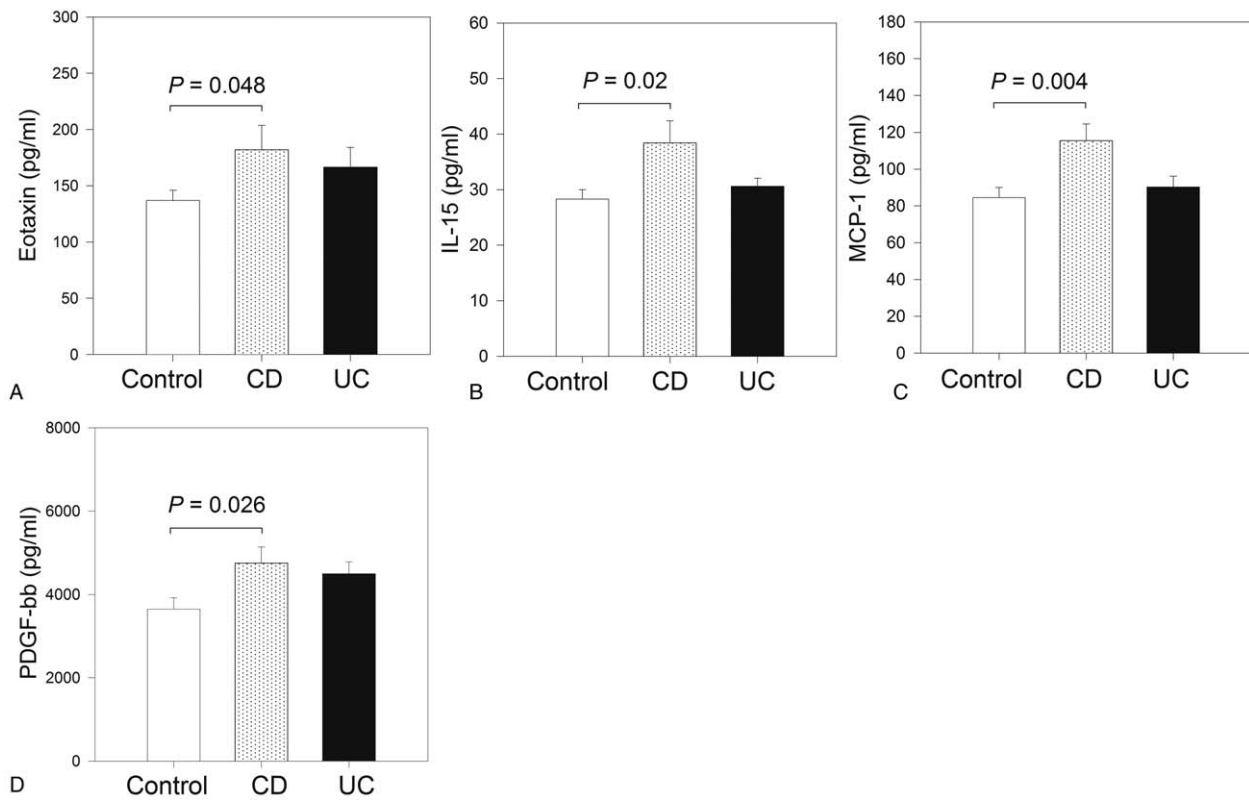 300
250
200
150
100
50
0
Eotaxin (pg/ml)
P = 0.048
Control CD UC
A
60
50
40
30
20
10
0
IL-15 (pg/ml)
P = 0.02
Control CD UC
B
180
160
140
120
100
80
60
40
20
0
MCP-1 (pg/ml)
P = 0.004
Control CD UC
C
8000
6000
4000
2000
0
PDGF-bb (pg/ml)
P = 0.026
Control CD UC
D